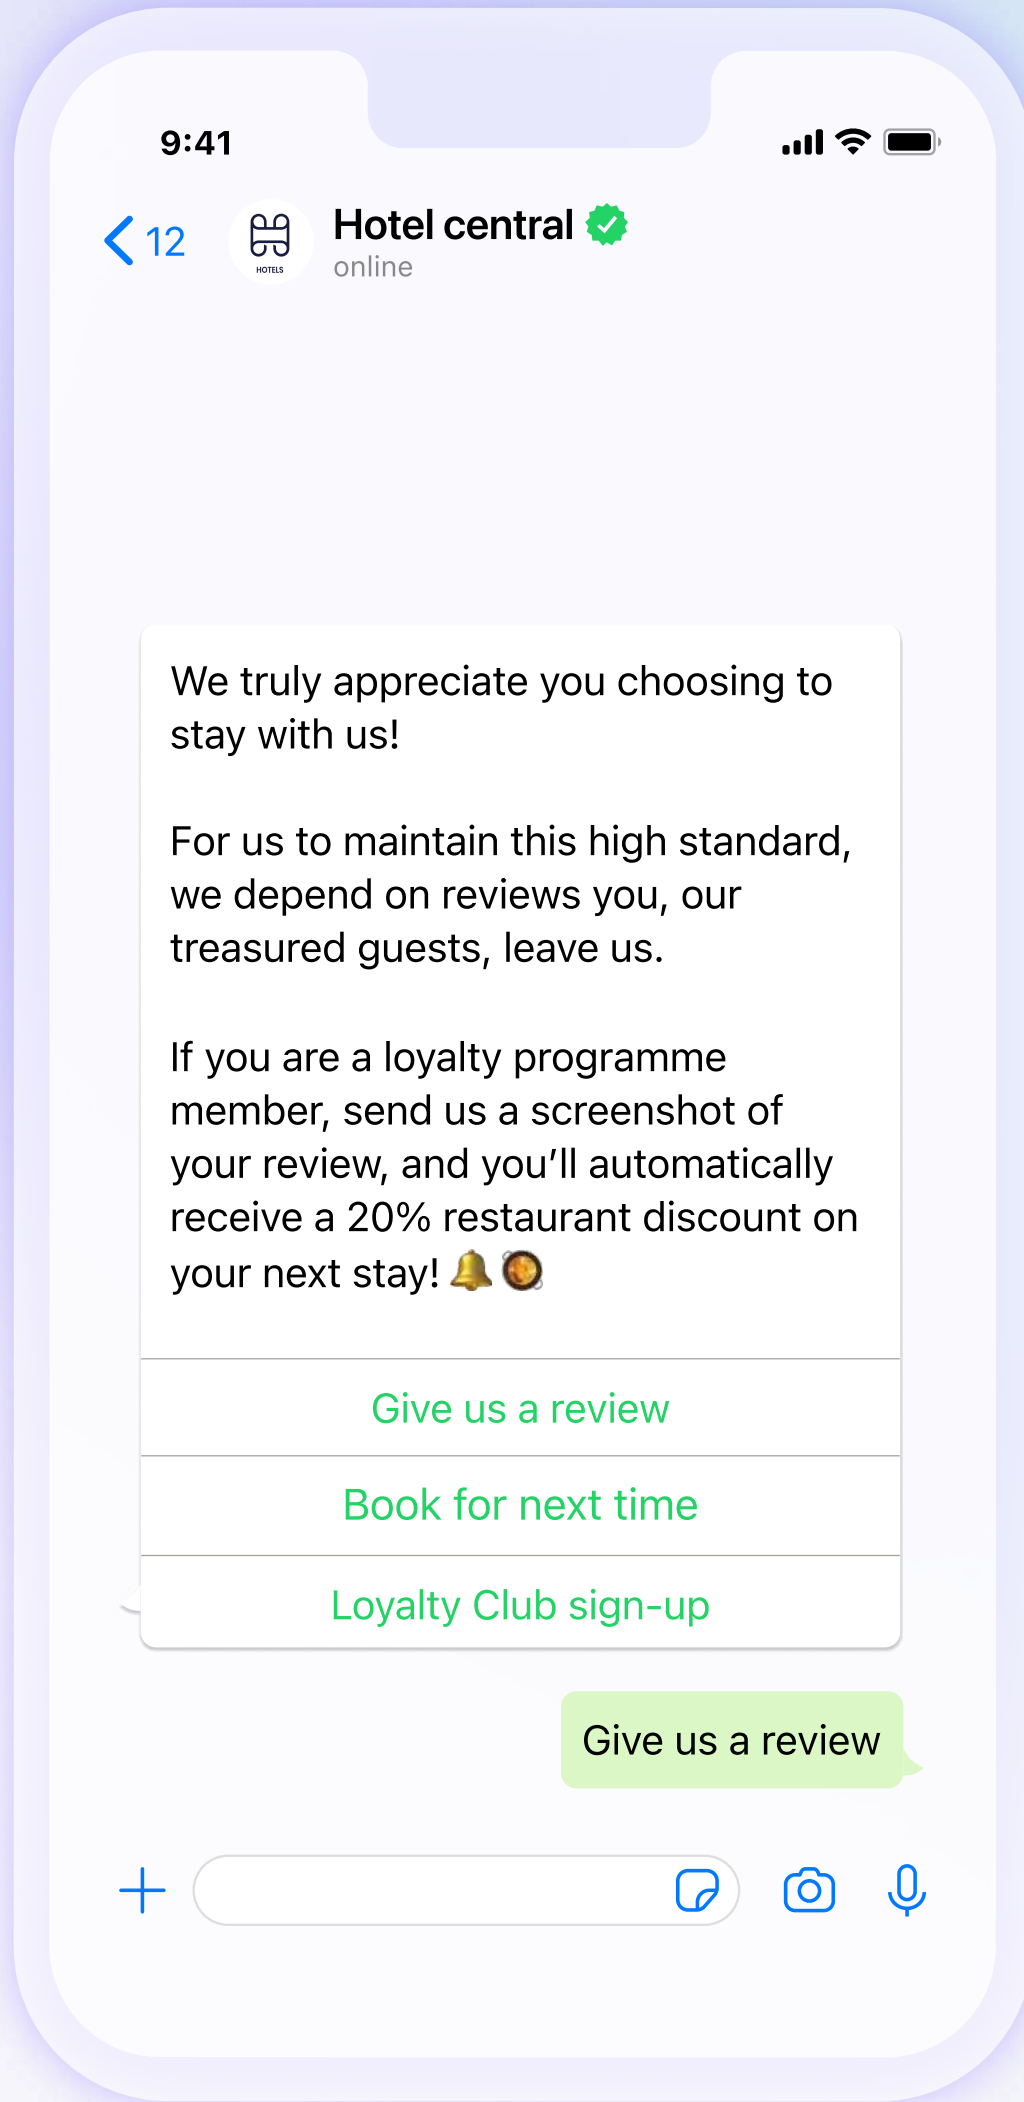 9:41
12
HOTELS
Hotel central
online
We truly appreciate you choosing to
stay with us!
For us to maintain this high standard,
we depend on reviews you, our
treasured guests, leave us.
If you are a loyalty programme
member, send us a screenshot of
your review, and you’ll automatically
receive a 20% restaurant discount on
your next stay! 🔔🥘
Give us a review
Book for next time
Loyalty Club sign-up
Give us a review